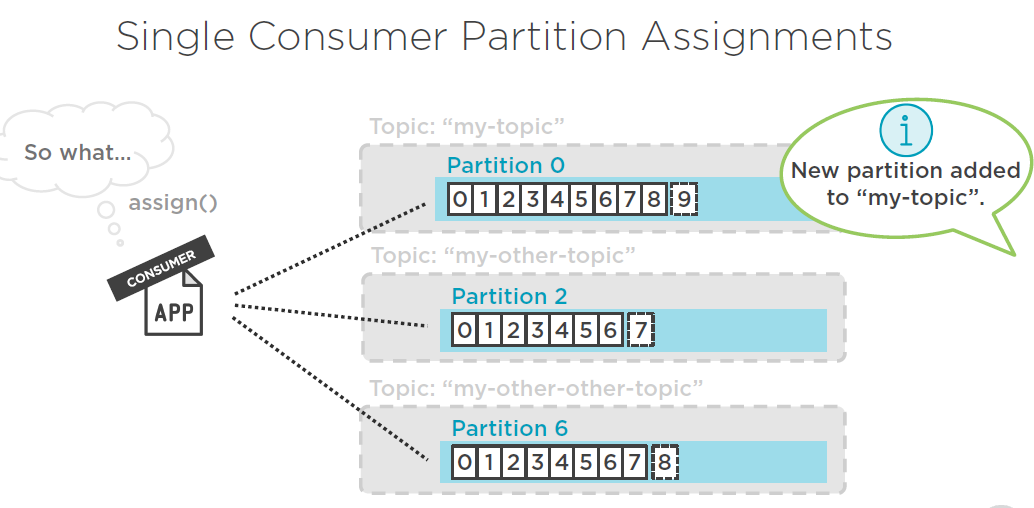 Single Consumer Partition Assignments
So what...
assign()
CONSUMER
APP
Topic: “my-topic”
Partition 0
0 1 2 3 4 5 6 7 8 9
i
New partition added
to “my-topic”.
Topic: “my-other-topic”
Partition 2
0 1 2 3 4 5 6 7
Topic: “my-other-other-topic”
Partition 6
0 1 2 3 4 5 6 7 8